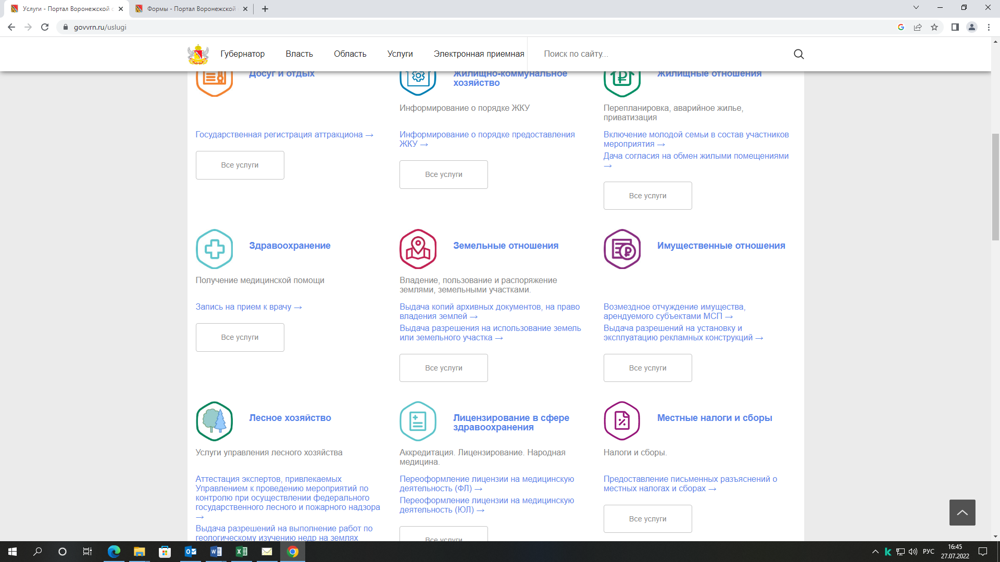 Услуги - Портал Воронежской о
Формы - Портал Воронежской
govvrn.ru/uslugi
Губернатор
Власть
Область
Услуги
Электронная приемная
Поиск по сайту...
Досуг и отдых
Государственная регистрация аттракциона →
Все услуги
Жилищно-коммунальное
хозяйство
Информирование о порядке ЖКУ
Информирование о порядке предоставления
ЖКУ →
Все услуги
Жилищные отношения
Перепланировка, аварийное жилье,
приватизация
Включение молодой семьи в состав участников
мероприятия →
Дача согласия на обмен жилыми помещениями
→
Все услуги
Здравоохранение
Получение медицинской помощи
Запись на прием к врачу →
Все услуги
Земельные отношения
Владение, пользование и распоряжение
землями, земельными участками.
Выдача копий архивных документов, на право
владения землей →
Выдача разрешения на использование земель
или земельного участка →
Все услуги
Имущественные отношения
Возмездное отчуждение имущества,
арендуемого субъектами МСП →
Выдача разрешений на установку и
эксплуатацию рекламных конструкций →
Все услуги
Лесное хозяйство
Услуги управления лесного хозяйства
Аттестация экспертов, привлекаемых
Управлением к проведению мероприятий по
контролю при осуществлении федерального
государственного лесного и пожарного надзора
→
Выдача разрешений на выполнение работ по
геологическому изучению недр на землях
Лицензирование в сфере
здравоохранения
Аккредитация. Лицензирование. Народная
медицина.
Переоформление лицензии на медицинскую
деятельность (ФЛ) →
Переоформление лицензии на медицинскую
деятельность (ЮЛ) →
Все услуги
Местные налоги и сборы
Налоги и сборы.
Предоставление письменных разъяснений о
местных налогах и сборах →
Все услуги
РУС
16:45
27.07.2022